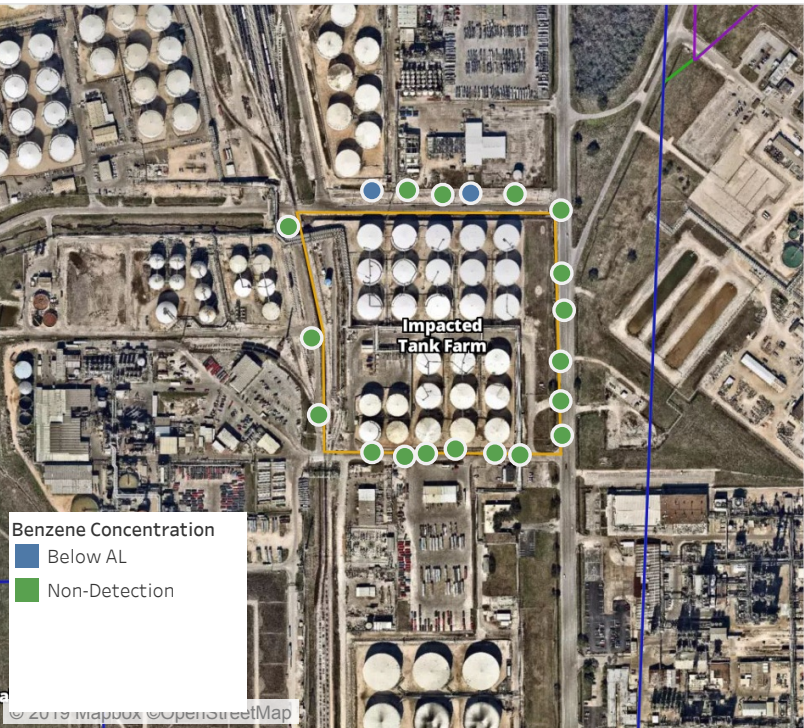 Impacted
Tank Farm
Benzene Concentration
Below AL
Non-Detection
© 2019 Mapbox ©OpenStreetMap